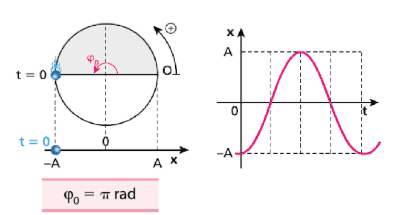 ⊕
φ₀
t = 0
O
t = 0
0
–A
A
x
φ₀ = π rad
x
A
0
t
–A